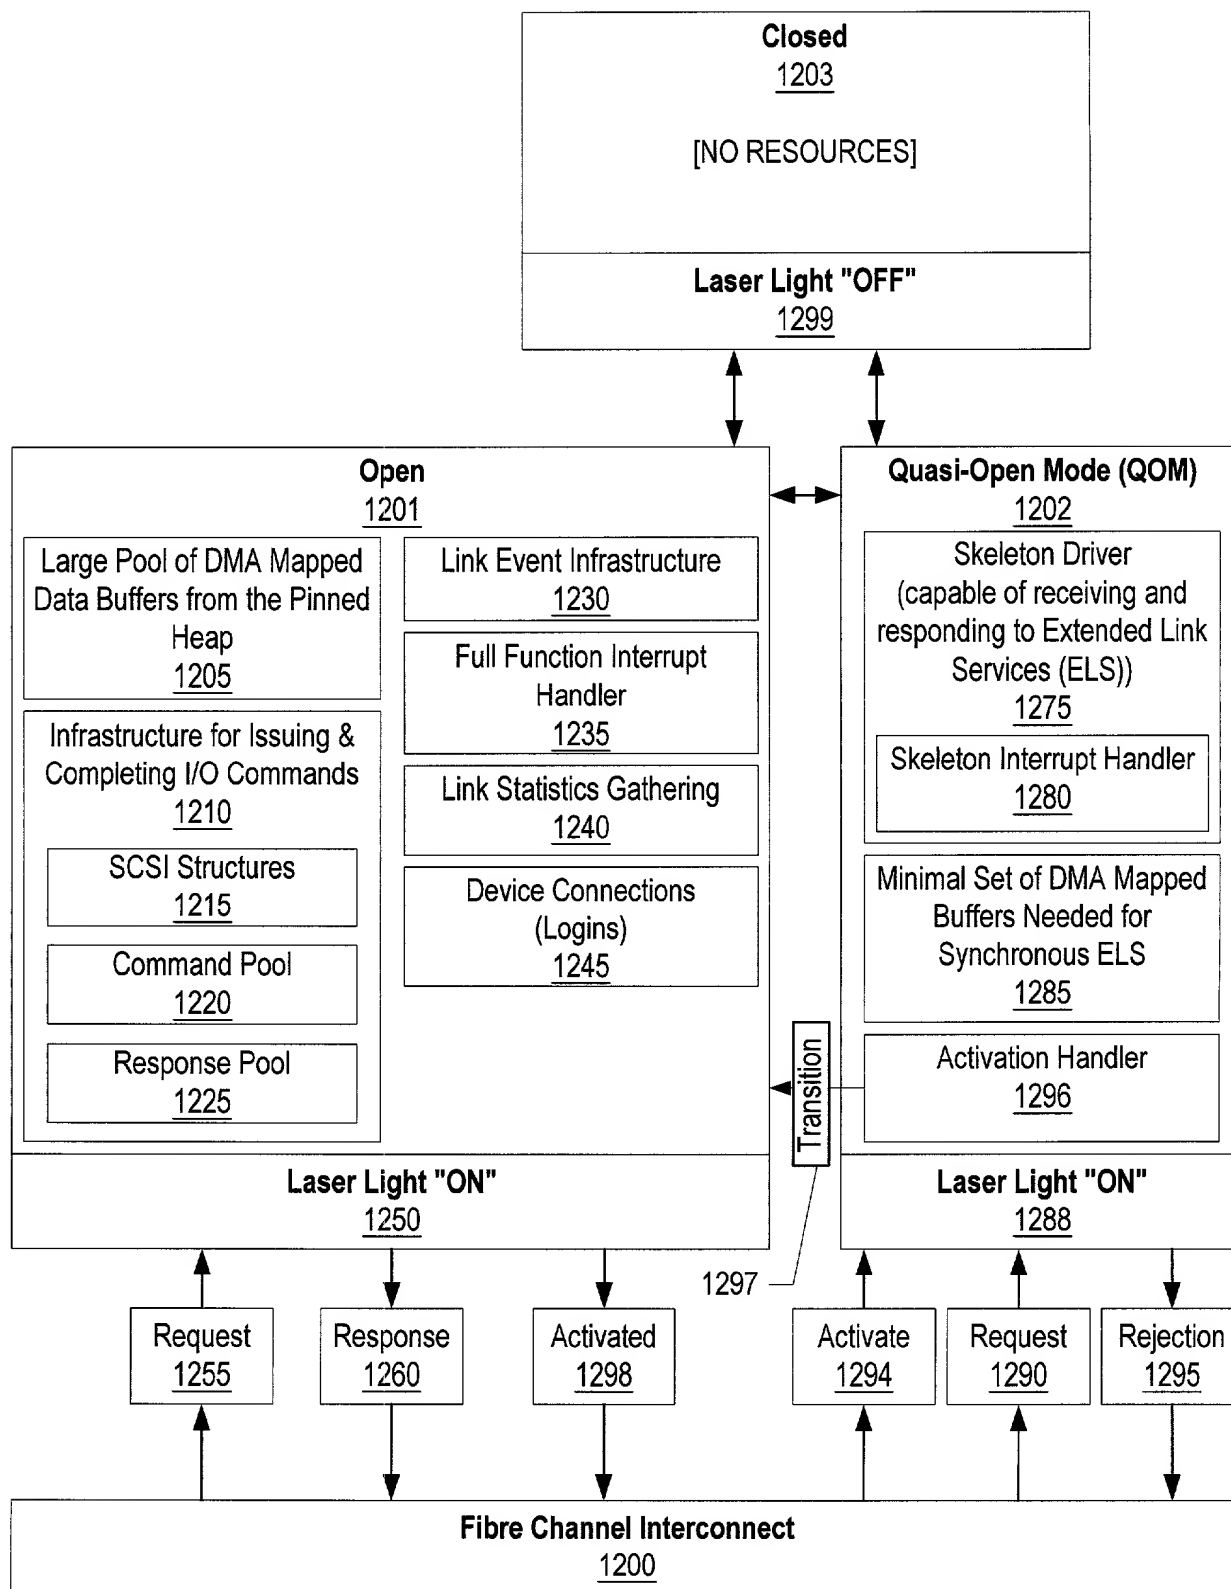 Closed
1203
[NO RESOURCES]
Laser Light "OFF"
1299
Open
1201
Large Pool of DMA Mapped
Data Buffers from the Pinned
Heap
1205
Infrastructure for Issuing &
Completing I/O Commands
1210
SCSI Structures
1215
Command Pool
1220
Response Pool
1225
Link Event Infrastructure
1230
Full Function Interrupt
Handler
1235
Link Statistics Gathering
1240
Device Connections
(Logins)
1245
Laser Light "ON"
1250
Quasi-Open Mode (QOM)
1202
Skeleton Driver
(capable of receiving and
responding to Extended Link
Services (ELS))
1275
Skeleton Interrupt Handler
1280
Minimal Set of DMA Mapped
Buffers Needed for
Synchronous ELS
1285
Activation Handler
1296
Transition
Laser Light "ON"
1288
1297
Request
1255
Response
1260
Activated
1298
Activate
1294
Request
1290
Rejection
1295
Fibre Channel Interconnect
1200